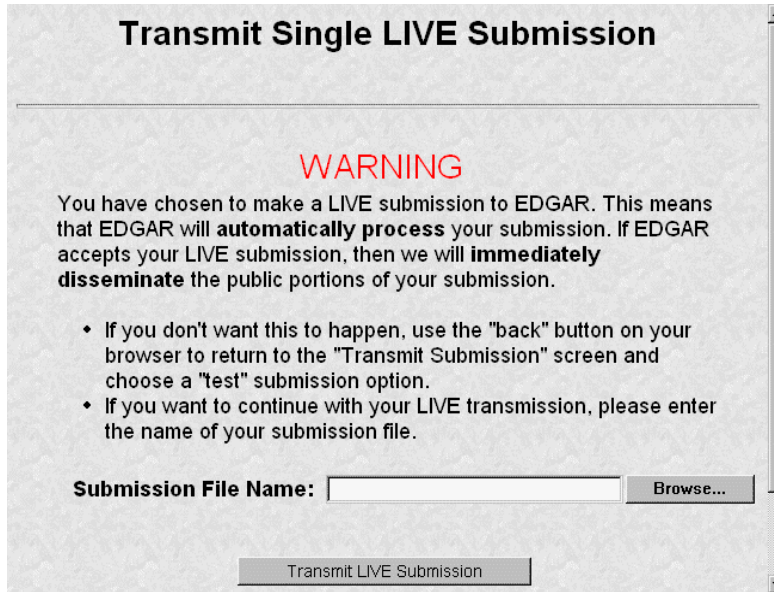 Transmit Single LIVE Submission
WARNING
You have chosen to make a LIVE submission to EDGAR. This means
that EDGAR will automatically process your submission. If EDGAR
accepts your LIVE submission, then we will immediately
disseminate the public portions of your submission.
• If you don't want this to happen, use the "back" button on your
browser to return to the "Transmit Submission" screen and
choose a "test" submission option.
• If you want to continue with your LIVE transmission, please enter
the name of your submission file.
Submission File Name: Browse...
Transmit LIVE Submission